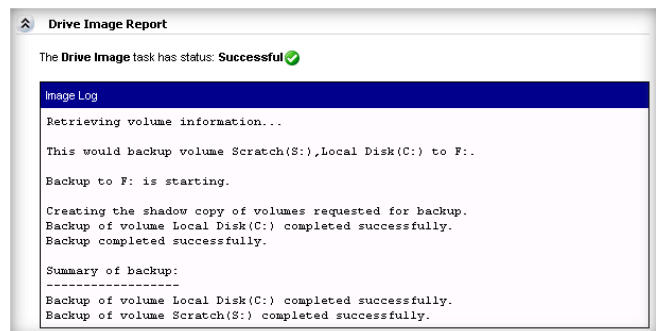 Drive Image Report
The Drive Image task has status: Successful
Image Log
Retrieving volume information...
This would backup volume Scratch(S:),Local Disk(C:) to F:.
Backup to F: is starting.
Creating the shadow copy of volumes requested for backup.
Backup of volume Local Disk(C:) completed successfully.
Backup completed successfully.
Summary of backup:
------------------
Backup of volume Local Disk(C:) completed successfully.
Backup of volume Scratch(S:) completed successfully.